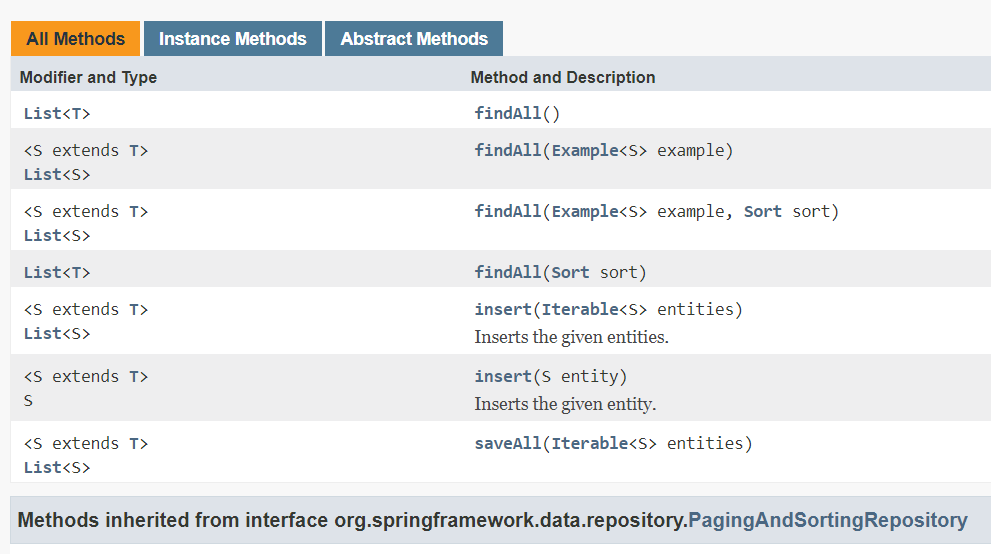 All Methods Instance Methods Abstract Methods
Modifier and Type Method and Description
List<T> findAll()
<S extends T> findAll(Example<S> example)
List<S>
<S extends T> findAll(Example<S> example, Sort sort)
List<S>
List<T> findAll(Sort sort)
<S extends T> insert(Iterable<S> entities)
List<S> Inserts the given entities.
<S extends T> insert(S entity)
S Inserts the given entity.
<S extends T> saveAll(Iterable<S> entities)
List<S>
Methods inherited from interface org.springframework.data.repository.PagingAndSortingRepository